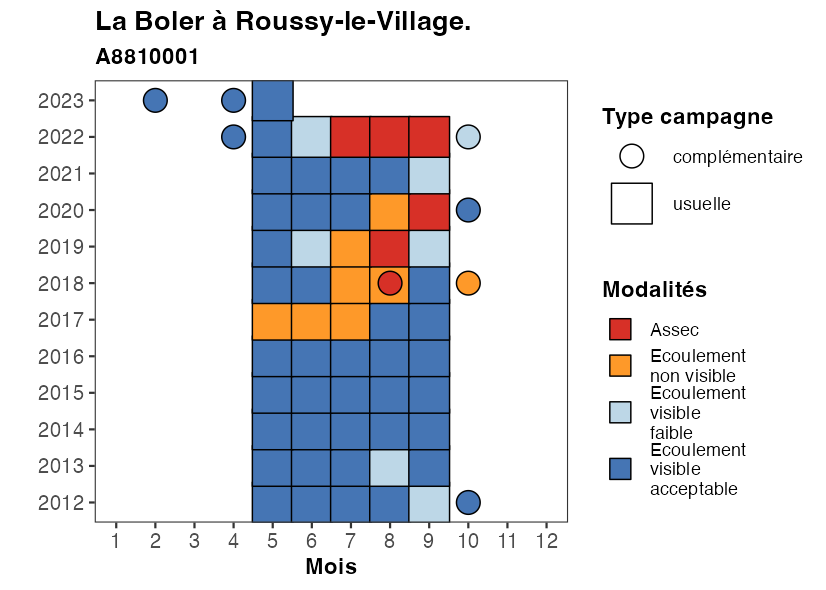 La Boler à Roussy-le-Village.
A8810001
2023
2022
2021
2020
2019
2018
2017
2016
2015
2014
2013
2012
1 2 3 4 5 6 7 8 9 10 11 12
Mois
Type campagne
complémentaire
usuelle
Modalités
Assec
Ecoulement
non visible
Ecoulement
visible
faible
Ecoulement
visible
acceptable